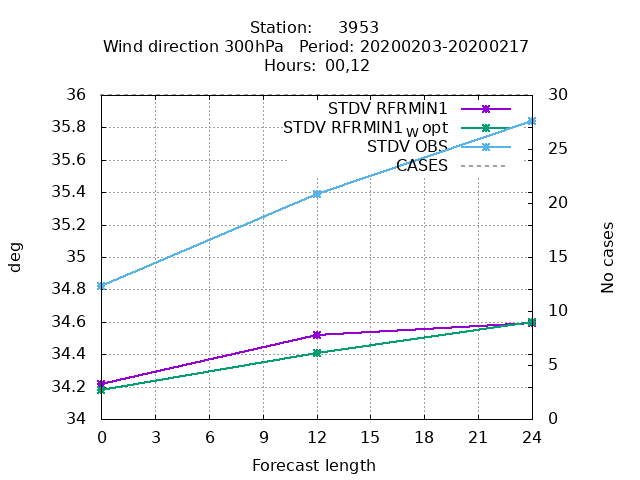 Station: 3953
Wind direction 300hPa Period: 20200203-20200217
Hours: 00,12
36
35.8
35.6
35.4
35.2
35
34.8
34.6
34.4
34.2
34
30
25
20
15
10
5
0
STDV RFRMIN1
STDV RFRMIN1_w opt
STDV OBS
CASES
deg
No cases
0 3 6 9 12 15 18 21 24
Forecast length